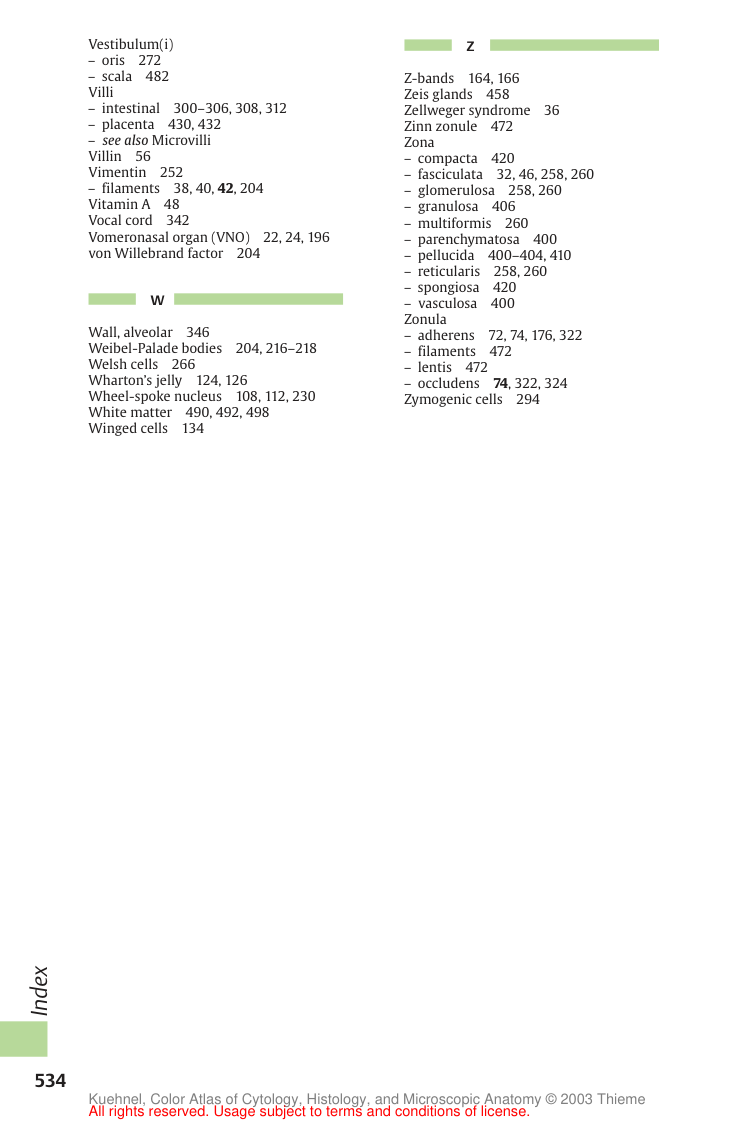 Vestibulum(i)
– oris 272
– scala 482
Villi
– intestinal 300–306, 308, 312
– placenta 430, 432
– see also Microvilli
Villin 56
Vimentin 252
– filaments 38, 40, 42, 204
Vitamin A 48
Vocal cord 342
Vomeronasal organ (VNO) 22, 24, 196
von Willebrand factor 204
W
Wall, alveolar 346
Weibel-Palade bodies 204, 216–218
Welsh cells 266
Wharton's jelly 124, 126
Wheel-spoke nucleus 108, 112, 230
White matter 490, 492, 498
Winged cells 134
Z
Z-bands 164, 166
Zeis glands 458
Zellweger syndrome 36
Zinn zonule 472
Zona
– compacta 420
– fasciculata 32, 46, 258, 260
– glomerulosa 258, 260
– granulosa 406
– multiformis 260
– parenchymatosa 400
– pellucida 400–404, 410
– reticularis 258, 260
– spongiosa 420
– vasculosa 400
Zonula
– adherens 72, 74, 176, 322
– filaments 472
– lentis 472
– occludens 74, 322, 324
Zymogenic cells 294
Index
534
Kuehnel, Color Atlas of Cytology, Histology, and Microscopic Anatomy © 2003 Thieme
All rights reserved. Usage subject to terms and conditions of license.